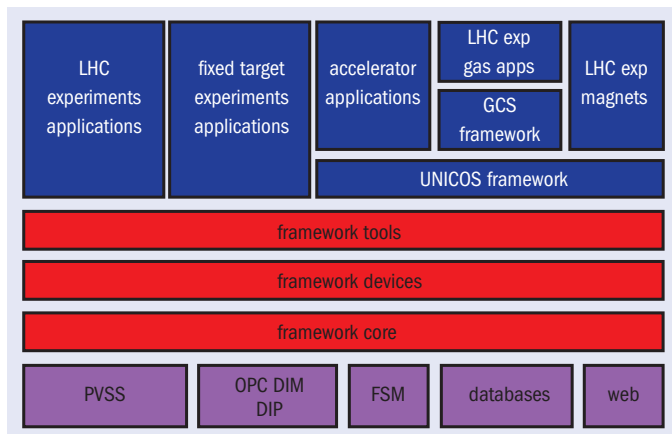 LHC
experiments
applications
fixed target
experiments
applications
accelerator
applications
LHC exp
gas apps
GCS
framework
LHC exp
magnets
UNICOS framework
framework tools
framework devices
framework core
PVSS
OPC DIM
DIP
FSM
databases
web